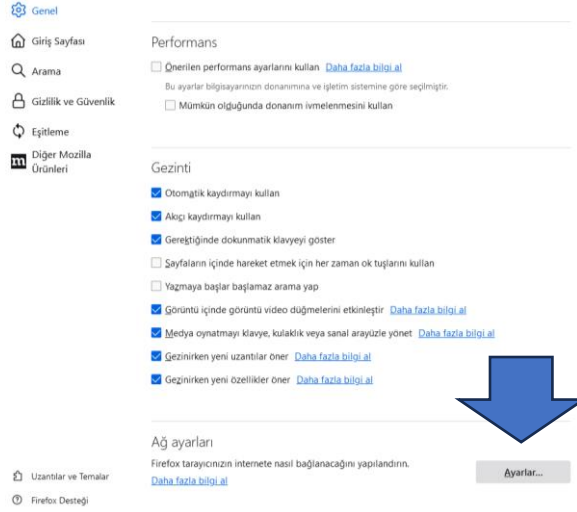 Genel
Giriş Sayfası
Arama
Gizlilik ve Güvenlik
Eşitleme
Diğer Mozilla
Ürünleri
Uzantılar ve Temalar
Firefox Desteği
Performans
Önerilen performans ayarlarını kullan Daha fazla bilgi al
Bu ayarlar bilgisayarınızın donanımına ve işletim sistemine göre seçilmiştir.
Mümkün olduğunda donanım ivmelenmesini kullan
Gezinti
Otomatik kaydırmayı kullan
Akıcı kaydırmayı kullan
Gerektiğinde dokunmatik klavyeyi göster
Sayfaların içinde hareket etmek için her zaman ok tuşlarını kullan
Yazmaya başlar başlamaz arama yap
Görüntü içinde görüntü video düğmelerini etkinleştir Daha fazla bilgi al
Medya oynatmayı klavye, kulaklık veya sanal arayüzle yönet Daha fazla bilgi al
Gezinirken yeni uzantılar öner Daha fazla bilgi al
Gezinirken yeni özellikler öner Daha fazla bilgi al
Ağ ayarları
Firefox tarayıcınızın internete nasıl bağlanacağını yapılandırın.
Daha fazla bilgi al
Ayarlar...